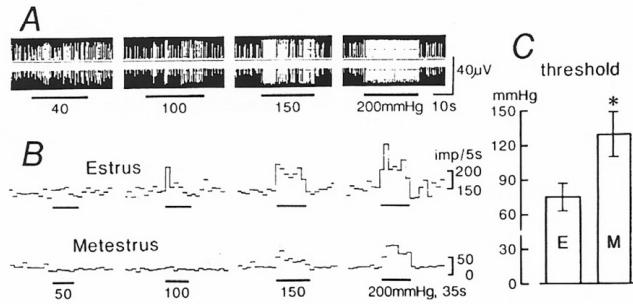 A
40μV
40
100
150
200mmHg
10s
B
Estrus
imp/5s
200
150
Metestrus
50
0
50
100
150
200mmHg, 35s
C
threshold
mmHg
*
150
120
90
60
30
0
E
M